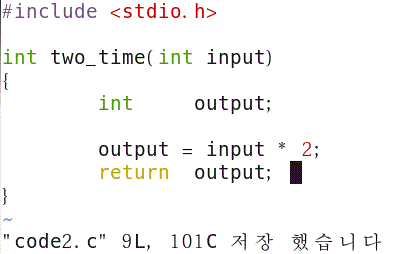 #include <stdio.h>
int two_time(int input)
{
int output;
output = input * 2;
return output;
}
~
"code2.c" 9L, 101C 저장 했습니다